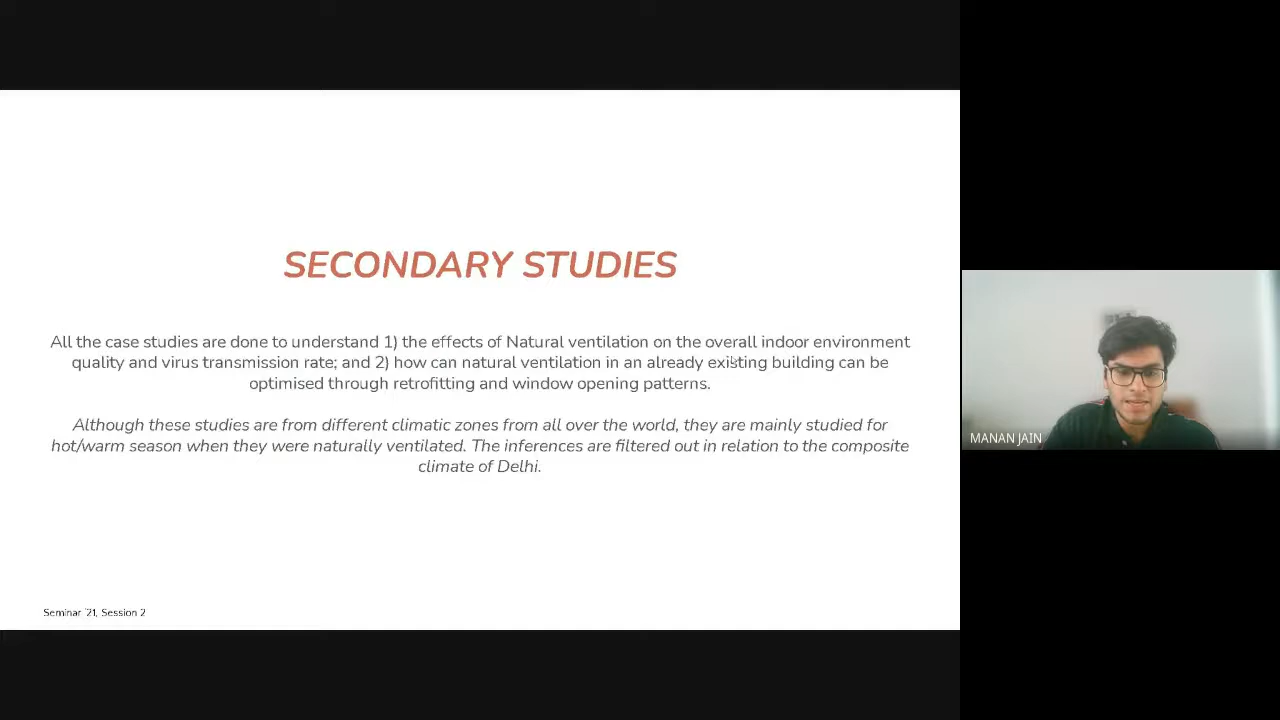 SECONDARY STUDIES
All the case studies are done to understand 1) the effects of Natural ventilation on the overall indoor environment
quality and virus transmission rate; and 2) how can natural ventilation in an already existing building can be
optimised through retrofitting and window opening patterns.
Although these studies are from different climatic zones from all over the world, they are mainly studied for
hot/warm season when they were naturally ventilated. The inferences are filtered out in relation to the composite
climate of Delhi.
MANAN JAIN
Seminar '21, Session 2